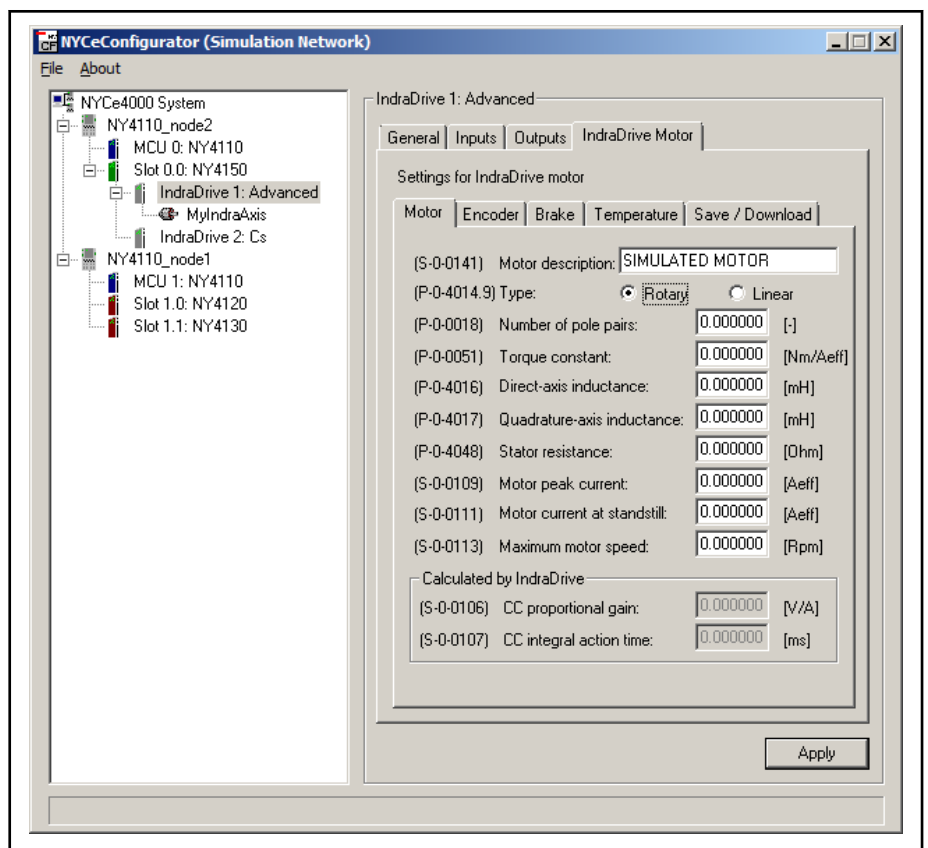 NYCeConfigurator (Simulation Network)
File About
NYCe4000 System
NY4110_node2
MCU 0: NY4110
Slot 0.0: NY4150
IndraDrive 1: Advanced
MyIndraAxis
IndraDrive 2: Cs
NY4110_node1
MCU 1: NY4110
Slot 1.0: NY4120
Slot 1.1: NY4130
IndraDrive 1: Advanced
General Inputs Outputs IndraDrive Motor
Settings for IndraDrive motor
Motor Encoder Brake Temperature Save / Download
(S-0-0141) Motor description: SIMULATED MOTOR
(P-0-4014.9) Type: Rotary Linear
(P-0-0018) Number of pole pairs: 0.000000 [-]
(P-0-0051) Torque constant: 0.000000 [Nm/Aeff]
(P-0-4016) Direct-axis inductance: 0.000000 [mH]
(P-0-4017) Quadrature-axis inductance: 0.000000 [mH]
(P-0-4048) Stator resistance: 0.000000 [Ohm]
(S-0-0109) Motor peak current: 0.000000 [Aeff]
(S-0-0111) Motor current at standstill: 0.000000 [Aeff]
(S-0-0113) Maximum motor speed: 0.000000 [Rpm]
Calculated by IndraDrive
(S-0-0106) CC proportional gain: 0.000000 [V/A]
(S-0-0107) CC integral action time: 0.000000 [ms]
Apply